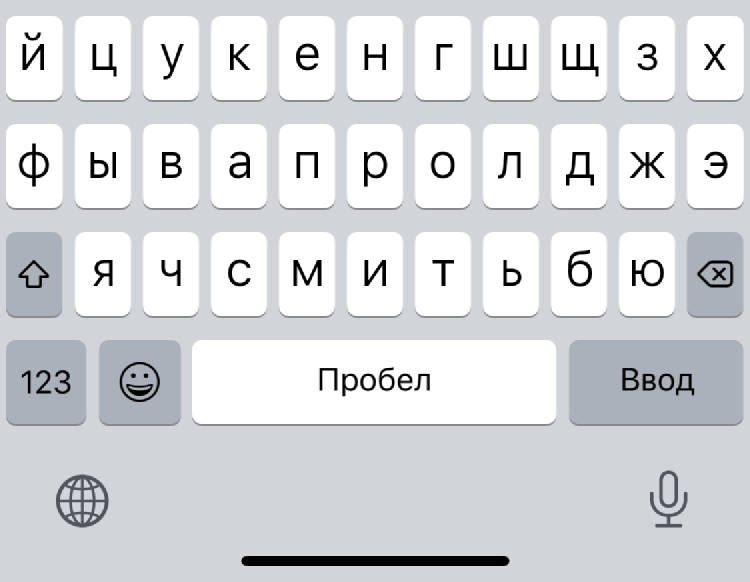 й ц у к е н г ш щ з х
ф ы в а п р о л д ж э
я ч с м и т ь б ю
123 Пробел Ввод